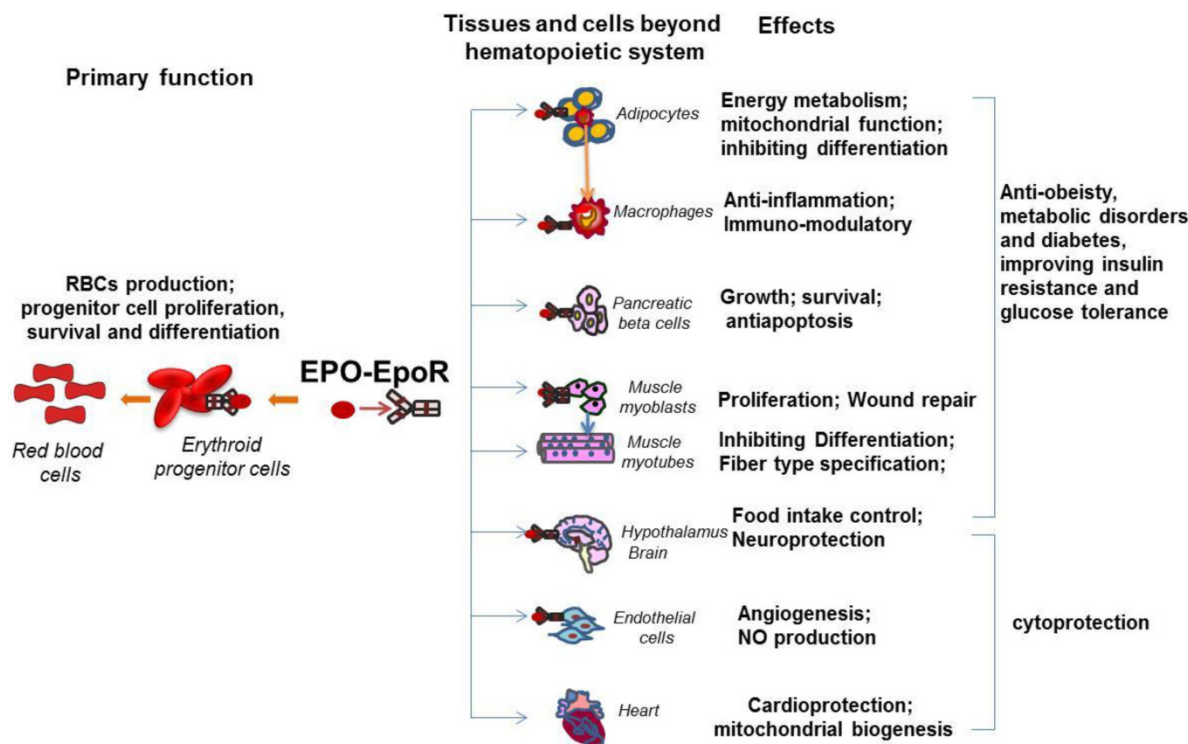 Primary function
RBCs production;
progenitor cell proliferation,
survival and differentiation
EPO-EpoR
Red blood
cells
Erythroid
progenitor cells
Tissues and cells beyond
hematopoietic system
Effects
Adipocytes
Energy metabolism;
mitochondrial function;
inhibiting differentiation
Macrophages
Anti-inflammation;
Immuno-modulatory
Pancreatic
beta cells
Growth; survival;
antiapoptosis
Muscle
myoblasts
Proliferation; Wound repair
Muscle
myotubes
Inhibiting Differentiation;
Fiber type specification;
Hypothalamus
Brain
Food intake control;
Neuroprotection
Endothelial
cells
Angiogenesis;
NO production
Heart
Cardioprotection;
mitochondrial biogenesis
Anti-obeisty,
metabolic disorders
and diabetes,
improving insulin
resistance and
glucose tolerance
cytoprotection